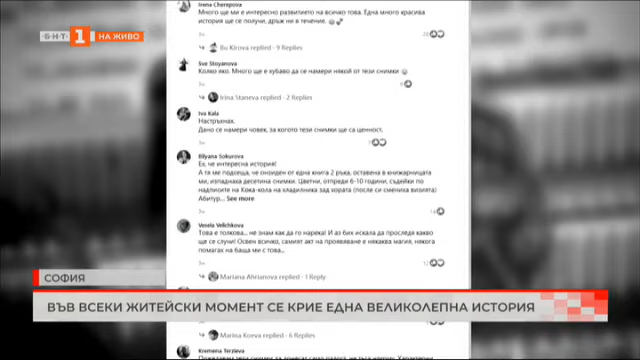 Irena Cherepova
Много ще ми е интересно развитието на всичко това. Една много красива
история ще се получи, дръж ни в течение.
БНТ 1 НА ЖИВО
Bu Kirova replied · 9 Replies
Sve Stoyanova
Колко яко. Много ще е хубаво да се намери някой от тези снимки
Irina Staneva replied · 2 Replies
Iva Kala
Настръхнах.
Дано се намери човек, за когото тези снимки ще са ценност.
Bilyana Sokurova
Ех, че интересна история!
А тя ме подсеща, че онзиден от една книга 2 ръка, оставена в книжарницата
ми, изпаднаха десетина снимки. Цветни, отпреди 6-10 години, съдейки по
надписите на Кока-кола на хладилника зад хората (после си смениха визията)
Абитур... See more
Vesela Velichkova
Това е толкова... не знам как да го нарека! И аз бих искала да проследя какво
ще се случи! Освен всичко, самият акт на проявяване е някаква магия, някога
помагах на баща ми с това...
Mariana Ahrianova replied · 1 Reply
СОФИЯ
ВЪВ ВСЕКИ ЖИТЕЙСКИ МОМЕНТ СЕ КРИЕ ЕДНА ВЕЛИКОЛЕПНА ИСТОРИЯ
Marina Koeva replied · 6 Replies
Kremena Terzieva